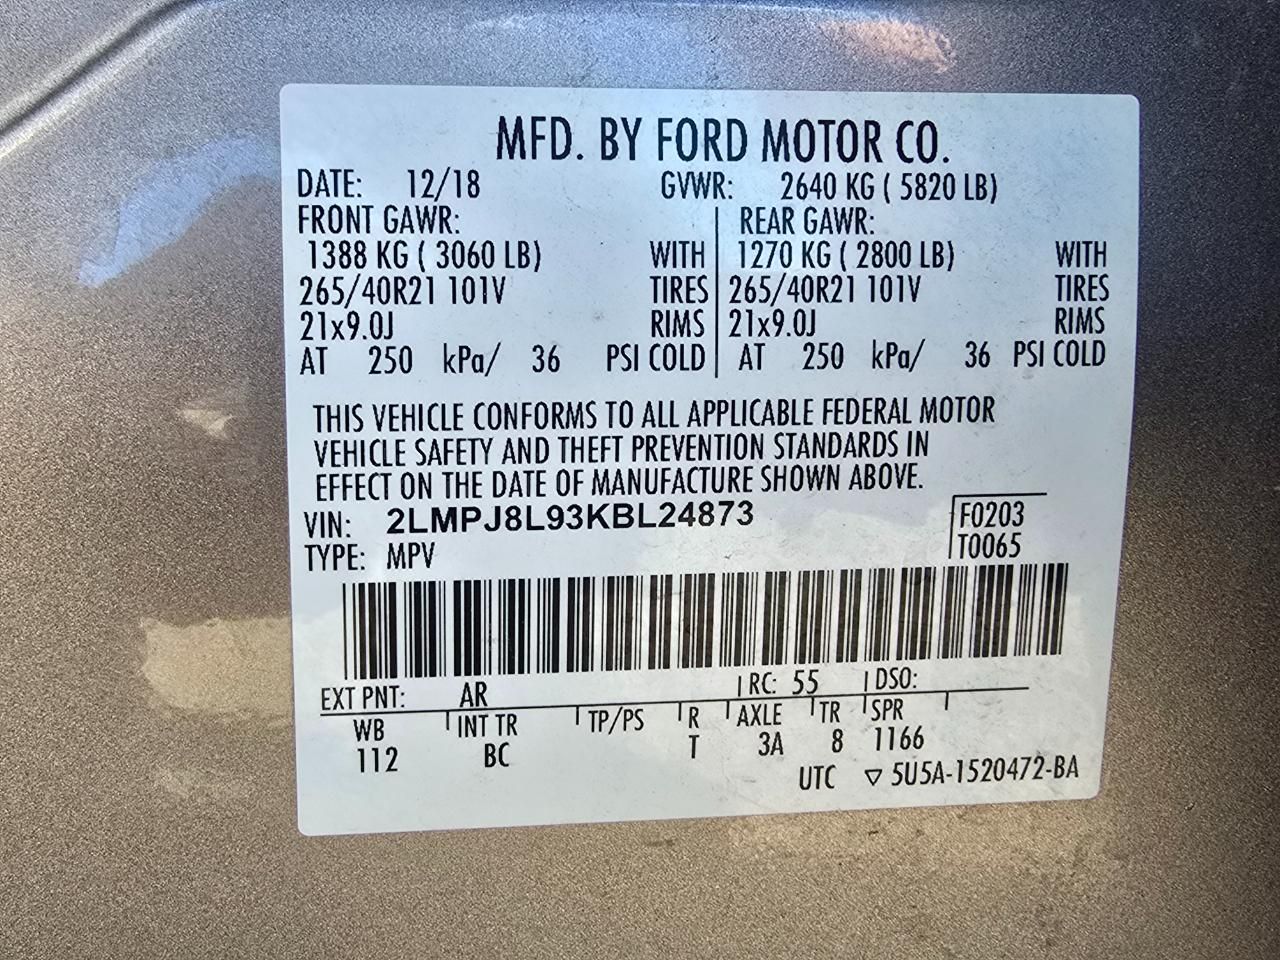 MFD. BY FORD MOTOR CO.
DATE: 12/18 GVWR: 2640 KG ( 5820 LB)
FRONT GAWR: REAR GAWR:
1388 KG ( 3060 LB) WITH 1270 KG ( 2800 LB) WITH
265/40R21 101V TIRES 265/40R21 101V TIRES
21x9.0J RIMS 21x9.0J RIMS
AT 250 kPa/ 36 PSI COLD AT 250 kPa/ 36 PSI COLD
THIS VEHICLE CONFORMS TO ALL APPLICABLE FEDERAL MOTOR
VEHICLE SAFETY AND THEFT PREVENTION STANDARDS IN
EFFECT ON THE DATE OF MANUFACTURE SHOWN ABOVE.
VIN: 2LMPJ8L93KBL24873 F0203
TYPE: MPV T0065
EXT PNT: AR RC: 55 DSO:
WB INT TR TP/PS R AXLE TR SPR
112 BC T 3A 8 1166
UTC ▽ 5U5A-1520472-BA